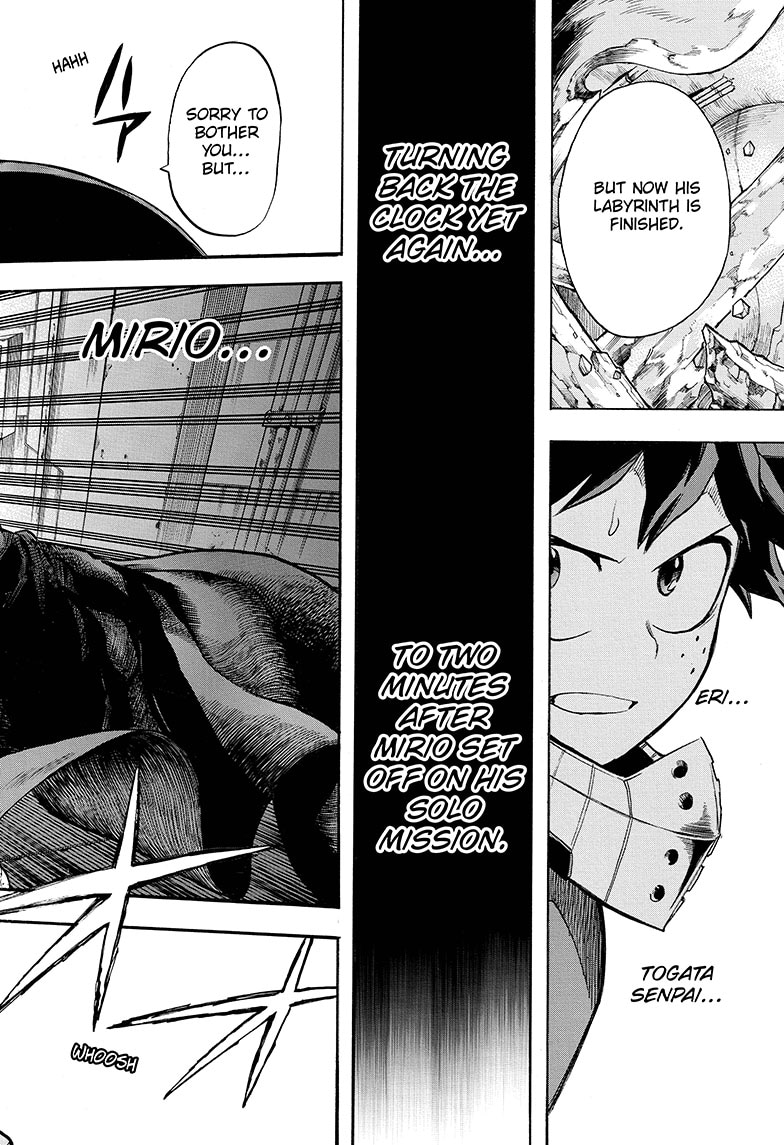 BUT NOW HIS
LABYRINTH IS
FINISHED.
ERI...
TOGATA
SENPAI...
TURNING
BACK THE
CLOCK YET
AGAIN...
TO TWO
MINUTES
AFTER
MIRIO SET
OFF ON HIS
SOLO
MISSION.
SORRY TO
BOTHER
YOU...
BUT...
HAHH
ハァ
MIRIO...
WHOOSH